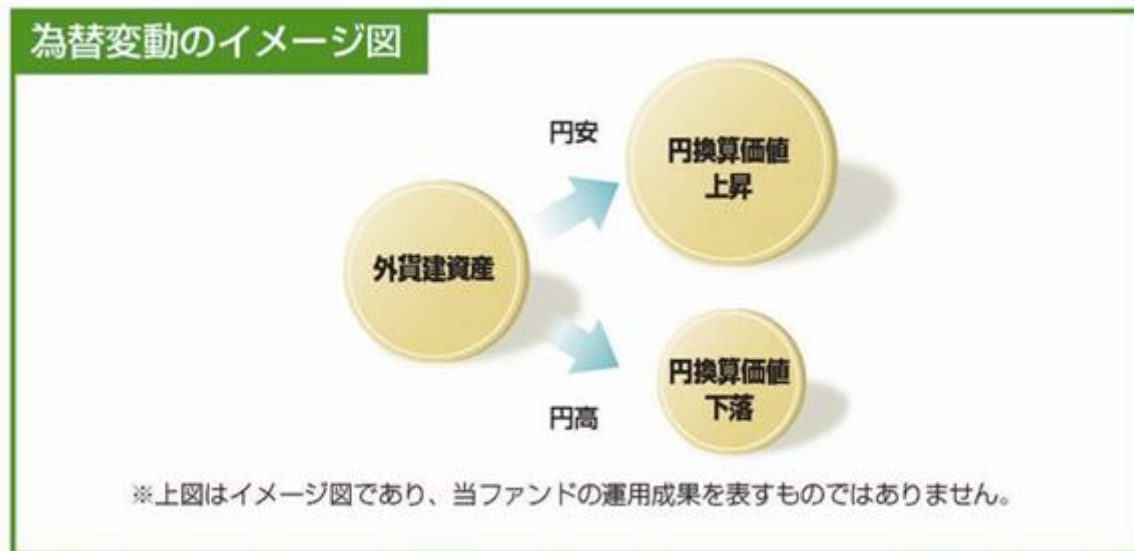 為替変動のイメージ図
円安
円換算価値
上昇
外貨建資産
円換算価値
下落
円高
※上図はイメージ図であり、当ファンドの運用成果を表すものではありません。